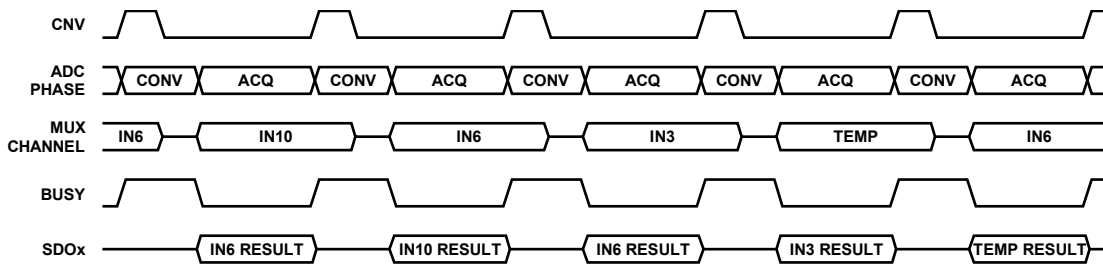 CNV
ADC
PHASE
CONV ACQ CONV ACQ CONV ACQ CONV ACQ CONV ACQ
MUX
CHANNEL
IN6 IN10 IN6 IN3 TEMP IN6
BUSY
SDOx
IN6 RESULT IN10 RESULT IN6 RESULT IN3 RESULT TEMP RESULT